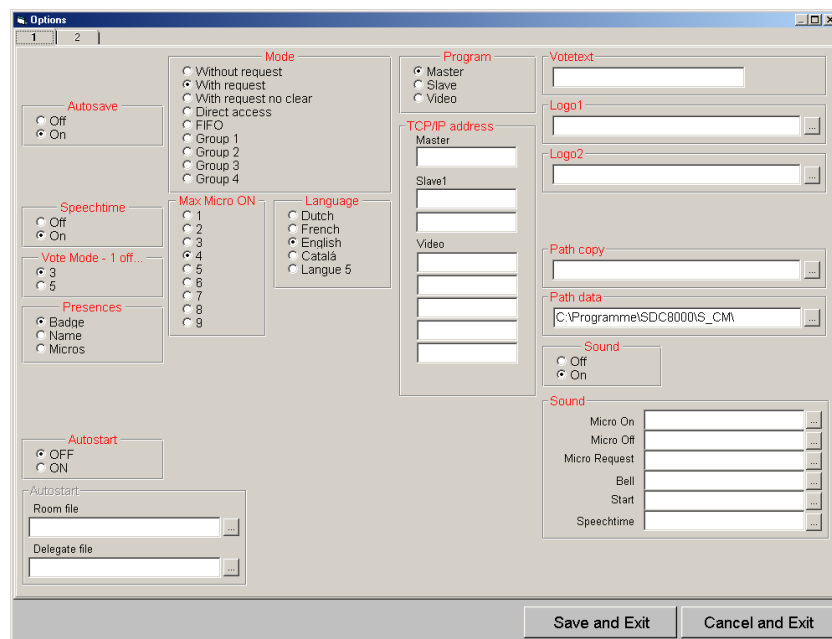 Options
1
2
Autosave
Off
On
Speechtime
Off
On
Vote Mode - 1 off...
3
5
Presences
Badge
Name
Micros
Autostart
OFF
ON
Autostart
Room file
...
Delegate file
...
Mode
Without request
With request
With request no clear
Direct access
FIFO
Group 1
Group 2
Group 3
Group 4
Max Micro ON
1
2
3
4
5
6
7
8
9
Language
Dutch
French
English
Catalá
Langue 5
Program
Master
Slave
Video
TCP/IP address
Master
Slave1
Video
Votetext
Logo1
...
Logo2
...
Path copy
...
Path data
C:\Programme\SDC8000\S_CM\
...
Sound
Off
On
Sound
Micro On
...
Micro Off
...
Micro Request
...
Bell
...
Start
...
Speechtime
...
Save and Exit
Cancel and Exit